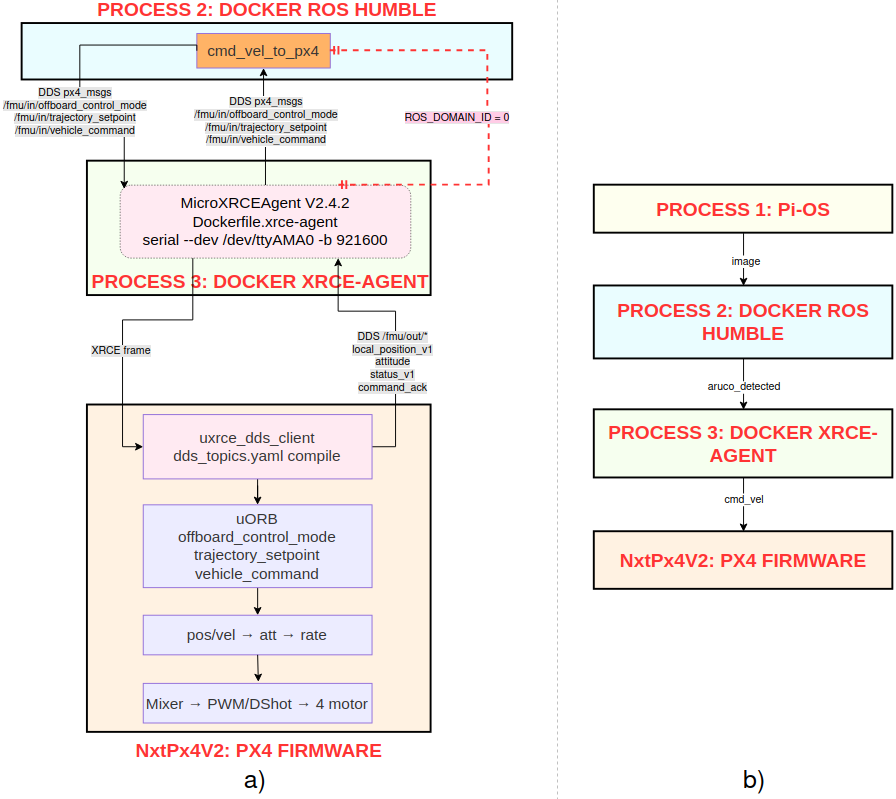 PROCESS 2: DOCKER ROS HUMBLE
cmd_vel_to_px4
DDS px4_msgs
/fmu/in/offboard_control_mode
/fmu/in/trajectory_setpoint
/fmu/in/vehicle_command
DDS px4_msgs
/fmu/in/offboard_control_mode
/fmu/in/trajectory_setpoint
/fmu/in/vehicle_command
ROS_DOMAIN_ID = 0
MicroXRCEAgent V2.4.2
Dockerfile.xrce-agent
serial --dev /dev/ttyAMA0 -b 921600
PROCESS 3: DOCKER XRCE-AGENT
XRCE frame
DDS /fmu/out/*
local_position_v1
attitude
status_v1
command_ack
uxrce_dds_client
dds_topics.yaml compile
uORB
offboard_control_mode
trajectory_setpoint
vehicle_command
pos/vel → att → rate
Mixer → PWM/DShot → 4 motor
NxtPx4V2: PX4 FIRMWARE
a)
PROCESS 1: Pi-OS
image
PROCESS 2: DOCKER ROS
HUMBLE
aruco_detected
PROCESS 3: DOCKER XRCE-
AGENT
cmd_vel
NxtPx4V2: PX4 FIRMWARE
b)